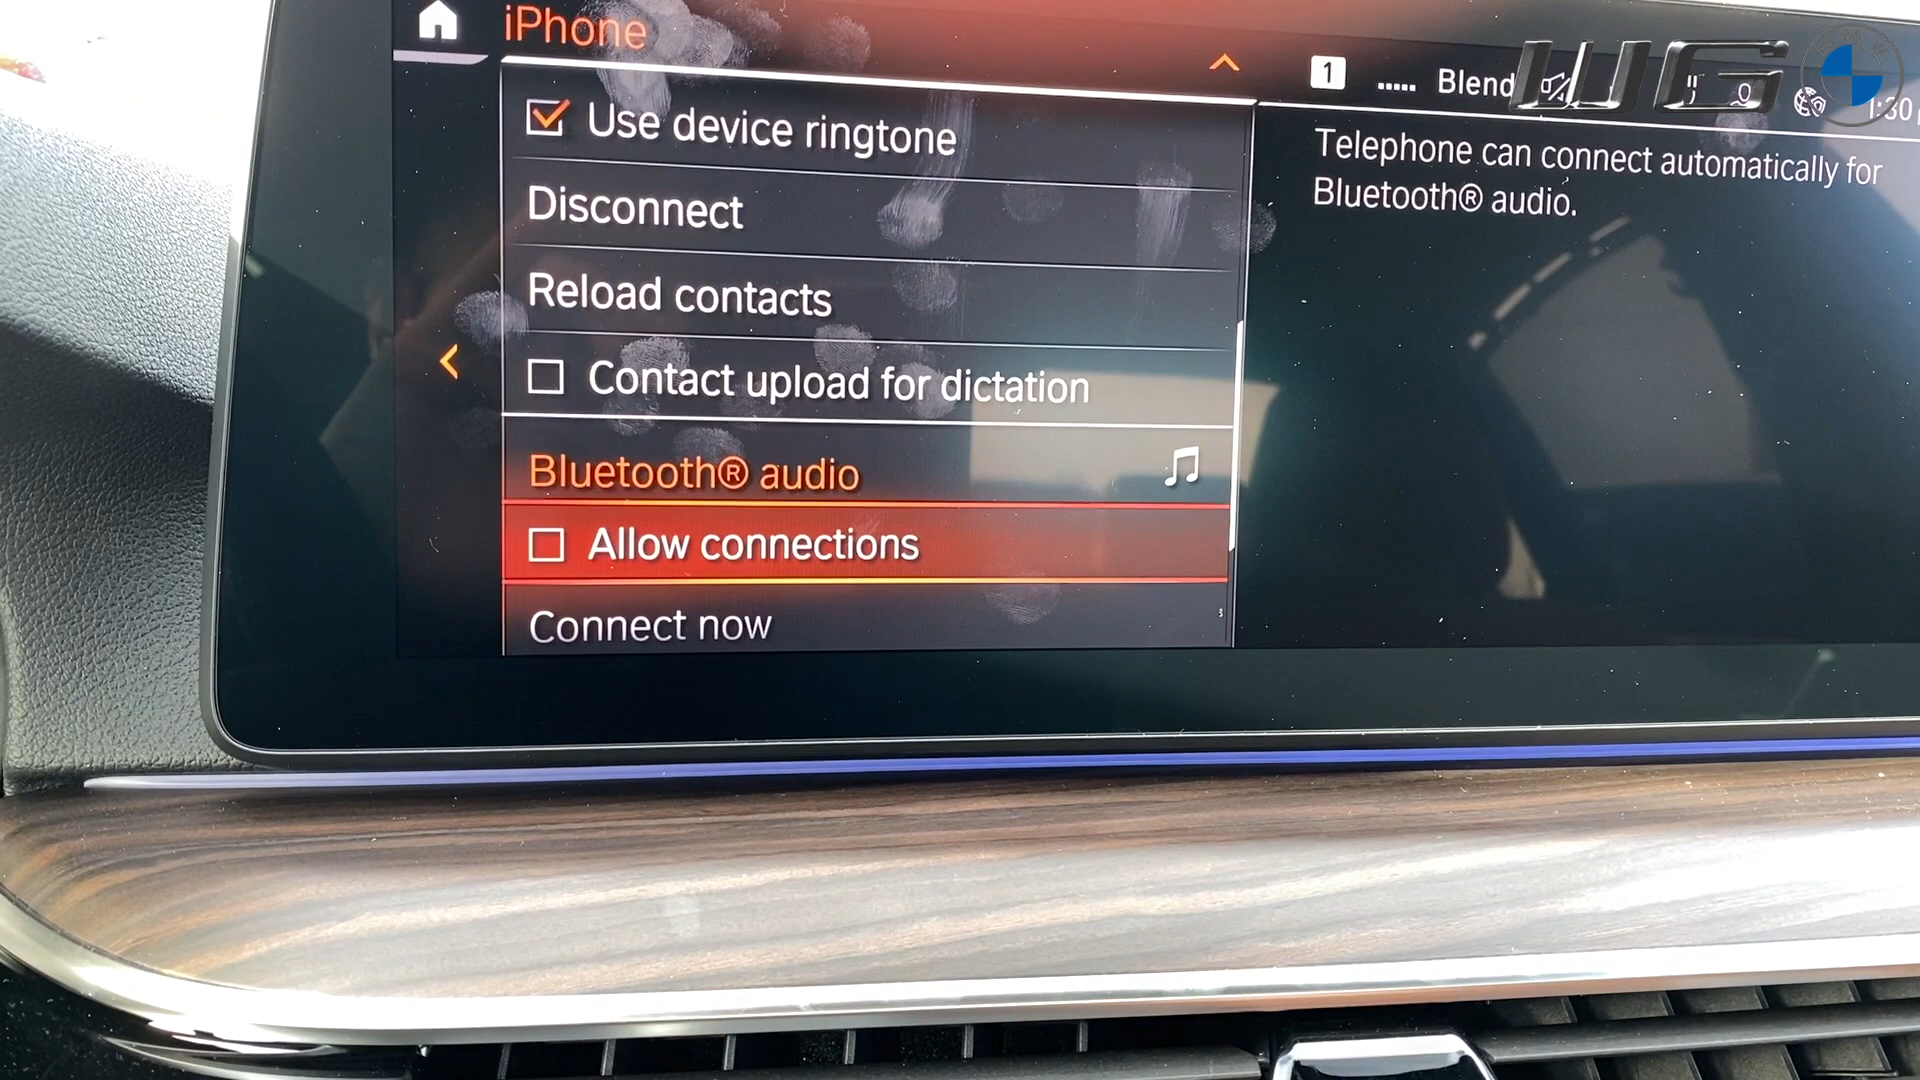 iPhone
1 Blend
WG
Use device ringtone
Disconnect
Reload contacts
Contact upload for dictation
Bluetooth® audio
Allow connections
Connect now
Telephone can connect automatically for
Bluetooth® audio.